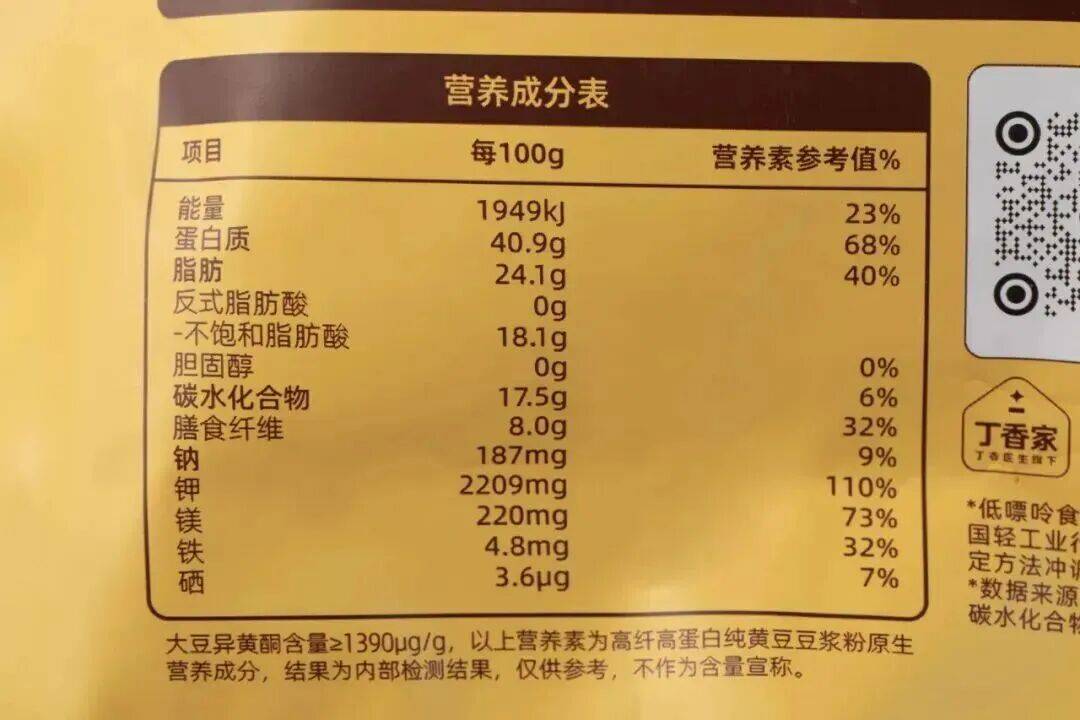 营养成分表
项目 每100g 营养素参考值%
能量 1949kJ 23%
蛋白质 40.9g 68%
脂肪 24.1g 40%
反式脂肪酸 0g
-不饱和脂肪酸 18.1g
胆固醇 0g 0%
碳水化合物 17.5g 6%
膳食纤维 8.0g 32%
钠 187mg 9%
钾 2209mg 110%
镁 220mg 73%
铁 4.8mg 32%
硒 3.6µg 7%
大豆异黄酮含量≥1390µg/g，以上营养素为高纤高蛋白纯黄豆豆浆粉原生
营养成分，结果为内部检测结果，仅供参考，不作为含量宣称。
丁香家
丁香医生旗下
*低嘌呤食
国轻工业行
定方法冲调
*数据来源
碳水化合物